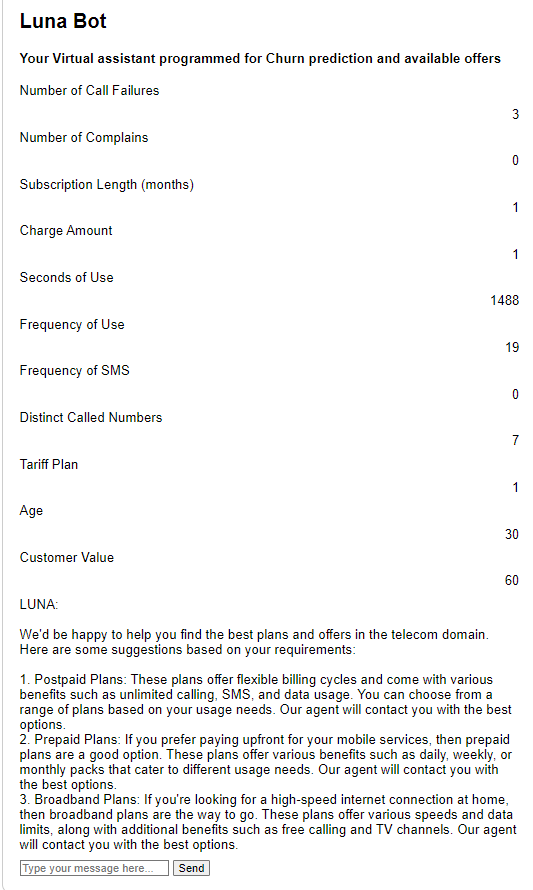 Luna Bot
Your Virtual assistant programmed for Churn prediction and available offers
Number of Call Failures
3
Number of Complains
0
Subscription Length (months)
1
Charge Amount
1
Seconds of Use
1488
Frequency of Use
19
Frequency of SMS
0
Distinct Called Numbers
7
Tariff Plan
1
Age
30
Customer Value
60
LUNA:
We'd be happy to help you find the best plans and offers in the telecom domain.
Here are some suggestions based on your requirements:
1. Postpaid Plans: These plans offer flexible billing cycles and come with various
benefits such as unlimited calling, SMS, and data usage. You can choose from a
range of plans based on your usage needs. Our agent will contact you with the best
options.
2. Prepaid Plans: If you prefer paying upfront for your mobile services, then prepaid
plans are a good option. These plans offer various benefits such as daily, weekly, or
monthly packs that cater to different usage needs. Our agent will contact you with
the best options.
3. Broadband Plans: If you're looking for a high-speed internet connection at home,
then broadband plans are the way to go. These plans offer various speeds and data
limits, along with additional benefits such as free calling and TV channels. Our agent
will contact you with the best options.
Type your message here... Send